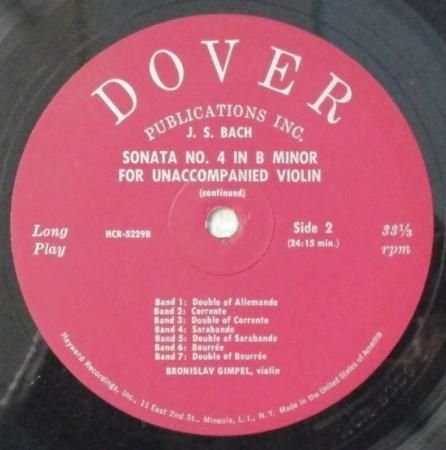 DOVER
PUBLICATIONS INC.
J. S. BACH
SONATA NO. 4 IN B MINOR
FOR UNACCOMPANIED VIOLIN
(continued)
Long
Play
HCR-5229B
Side 2
(24:15 min.)
33⅓
rpm
Band 1: Double of Allemande
Band 2: Corrente
Band 3: Double of Corrente
Band 4: Sarabande
Band 5: Double of Sarabande
Band 6: Bourrée
Band 7: Double of Bourrée
BRONISLAV GIMPEL, violin
Hayward Recordings, Inc., 11 East 2nd St., Mineola, L.I., N.Y. Made in the United States of America